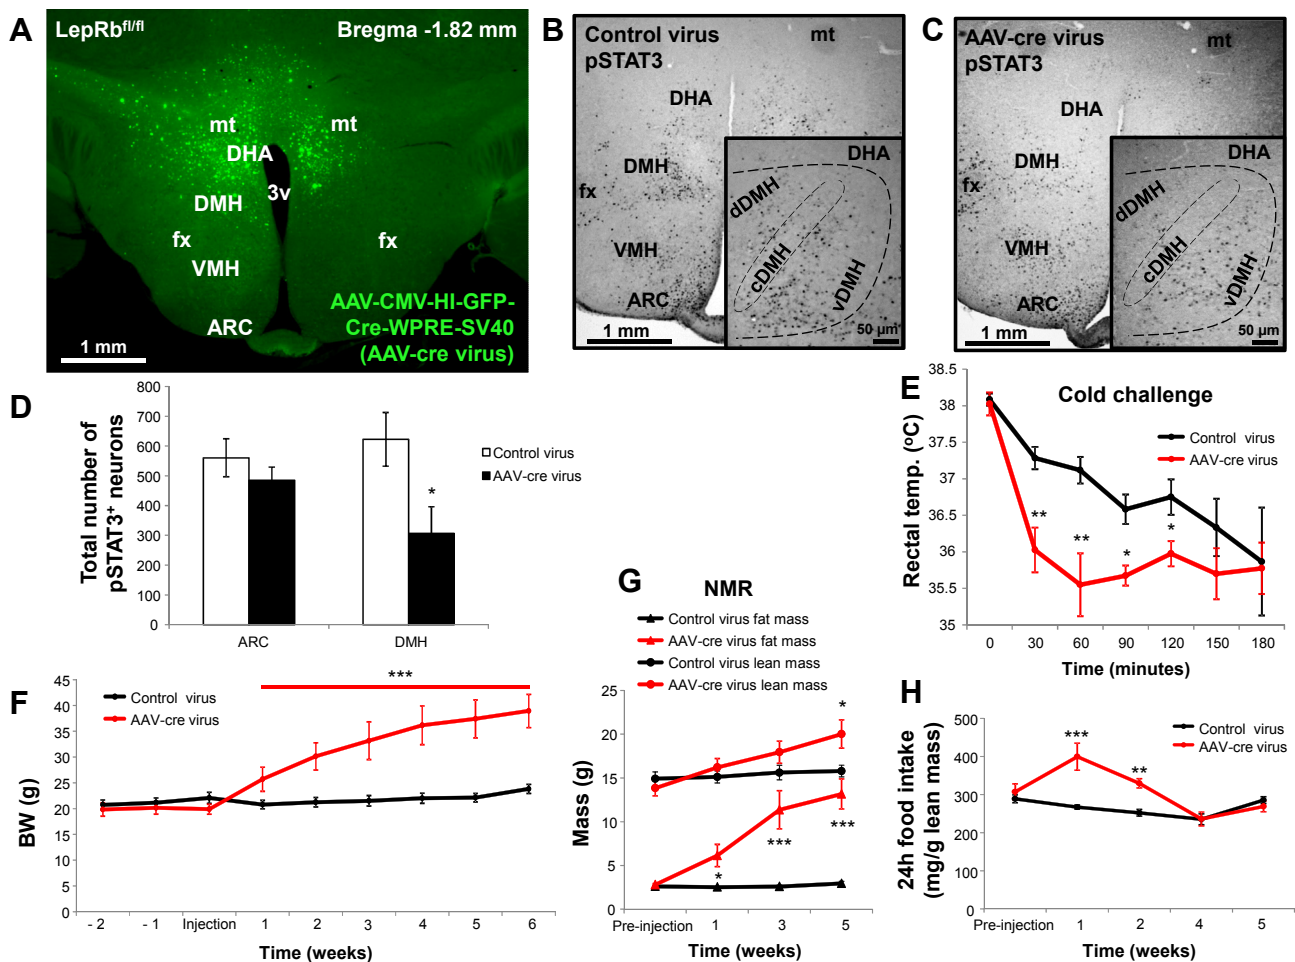 A
LepRbfl/fl
Bregma -1.82 mm
mt
mt
DHA
3v
DMH
fx
fx
VMH
ARC
AAV-CMV-HI-GFP-
Cre-WPRE-SV40
(AAV-cre virus)
1 mm
B
Control virus
pSTAT3
mt
DHA
DMH
fx
VMH
ARC
1 mm
DHA
dDMH
cDMH
vDMH
50 µm
C
AAV-cre virus
pSTAT3
mt
DHA
DMH
fx
VMH
ARC
1 mm
DHA
dDMH
cDMH
vDMH
50 µm
D
Total number of
pSTAT3+ neurons
800
700
600
500
400
300
200
100
0
ARC
DMH
*
Control virus
AAV-cre virus
E
Cold challenge
Rectal temp. (oC)
38.5
38
37.5
37
36.5
36
35.5
35
Control virus
AAV-cre virus
**
**
*
*
0 30 60 90 120 150 180
Time (minutes)
F
BW (g)
45
40
35
30
25
20
15
10
5
0
Control virus
AAV-cre virus
***
- 2 - 1 Injection 1 2 3 4 5 6
Time (weeks)
G
NMR
Control virus fat mass
AAV-cre virus fat mass
Control virus lean mass
AAV-cre virus lean mass
Mass (g)
25
20
15
10
5
0
*
*
***
***
Pre-injection 1 3 5
Time (weeks)
H
24h food intake
(mg/g lean mass)
500
400
300
200
100
0
Control virus
AAV-cre virus
***
**
Pre-injection 1 2 4 5
Time (weeks)